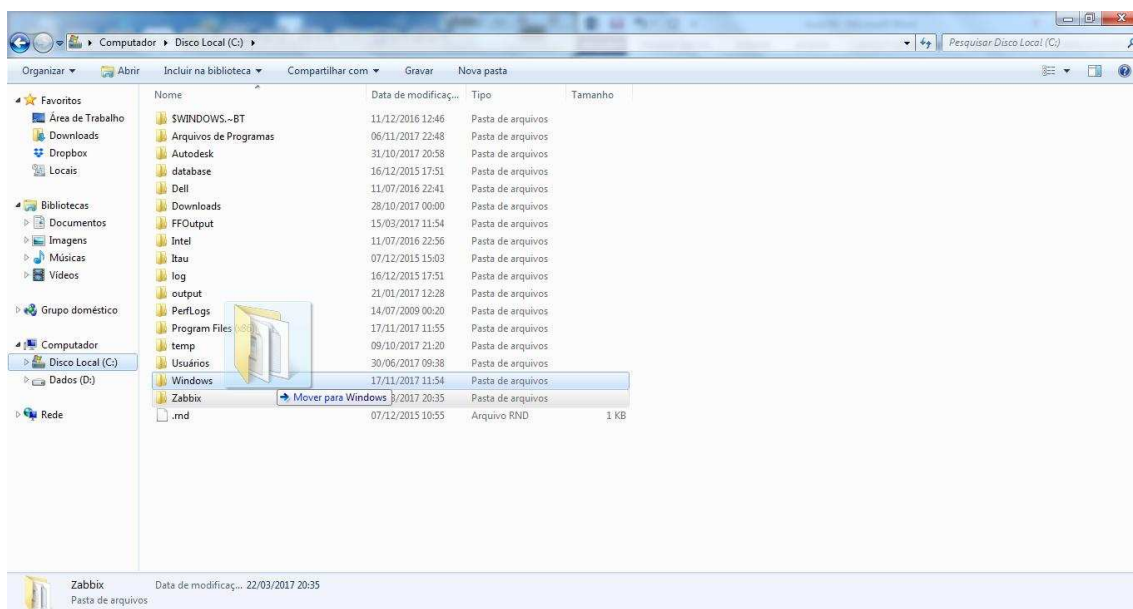 Computador ▸ Disco Local (C:) ▸
Pesquisar Disco Local (C:)
Organizar Abrir Incluir na biblioteca Compartilhar com Gravar Nova pasta
Favoritos
Área de Trabalho
Downloads
Dropbox
Locais
Bibliotecas
Documentos
Imagens
Músicas
Vídeos
Grupo doméstico
Computador
Disco Local (C:)
Dados (D:)
Rede
Nome Data de modificaç... Tipo Tamanho
$WINDOWS.~BT 11/12/2016 12:46 Pasta de arquivos
Arquivos de Programas 06/11/2017 22:48 Pasta de arquivos
Autodesk 31/10/2017 20:58 Pasta de arquivos
database 16/12/2015 17:51 Pasta de arquivos
Dell 11/07/2016 22:41 Pasta de arquivos
Downloads 28/10/2017 00:00 Pasta de arquivos
FFOutput 15/03/2017 11:54 Pasta de arquivos
Intel 11/07/2016 22:56 Pasta de arquivos
Itau 07/12/2015 15:03 Pasta de arquivos
log 16/12/2015 17:51 Pasta de arquivos
output 21/01/2017 12:28 Pasta de arquivos
PerfLogs 14/07/2009 00:20 Pasta de arquivos
Program Files (x86) 17/11/2017 11:55 Pasta de arquivos
temp 09/10/2017 21:20 Pasta de arquivos
Usuários 30/06/2017 09:38 Pasta de arquivos
Windows 17/11/2017 11:54 Pasta de arquivos
Zabbix Mover para Windows 3/2017 20:35 Pasta de arquivos
.rnd 07/12/2015 10:55 Arquivo RND 1 KB
Zabbix Data de modificaç... 22/03/2017 20:35
Pasta de arquivos